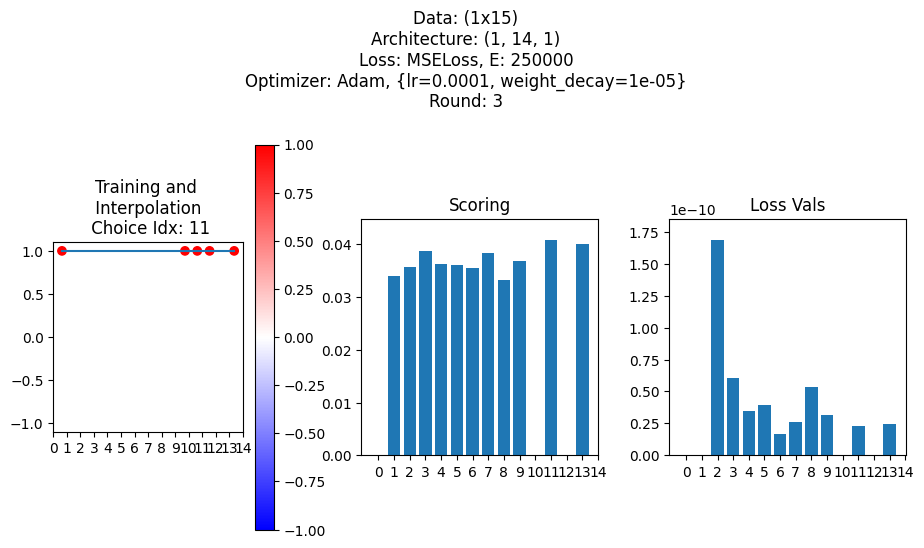 Data: (1x15)
Architecture: (1, 14, 1)
Loss: MSELoss, E: 250000
Optimizer: Adam, {lr=0.0001, weight_decay=1e-05}
Round: 3
Training and
Interpolation
Choice Idx: 11
1.0
0.5
0.0
−0.5
−1.0
0 1 2 3 4 5 6 7 8 9 10 11 12 13 14
1.00
0.75
0.50
0.25
0.00
−0.25
−0.50
−0.75
−1.00
Scoring
0.04
0.03
0.02
0.01
0.00
0 1 2 3 4 5 6 7 8 9 10 11 12 13 14
Loss Vals
1e−10
1.75
1.50
1.25
1.00
0.75
0.50
0.25
0.00
0 1 2 3 4 5 6 7 8 9 10 11 12 13 14